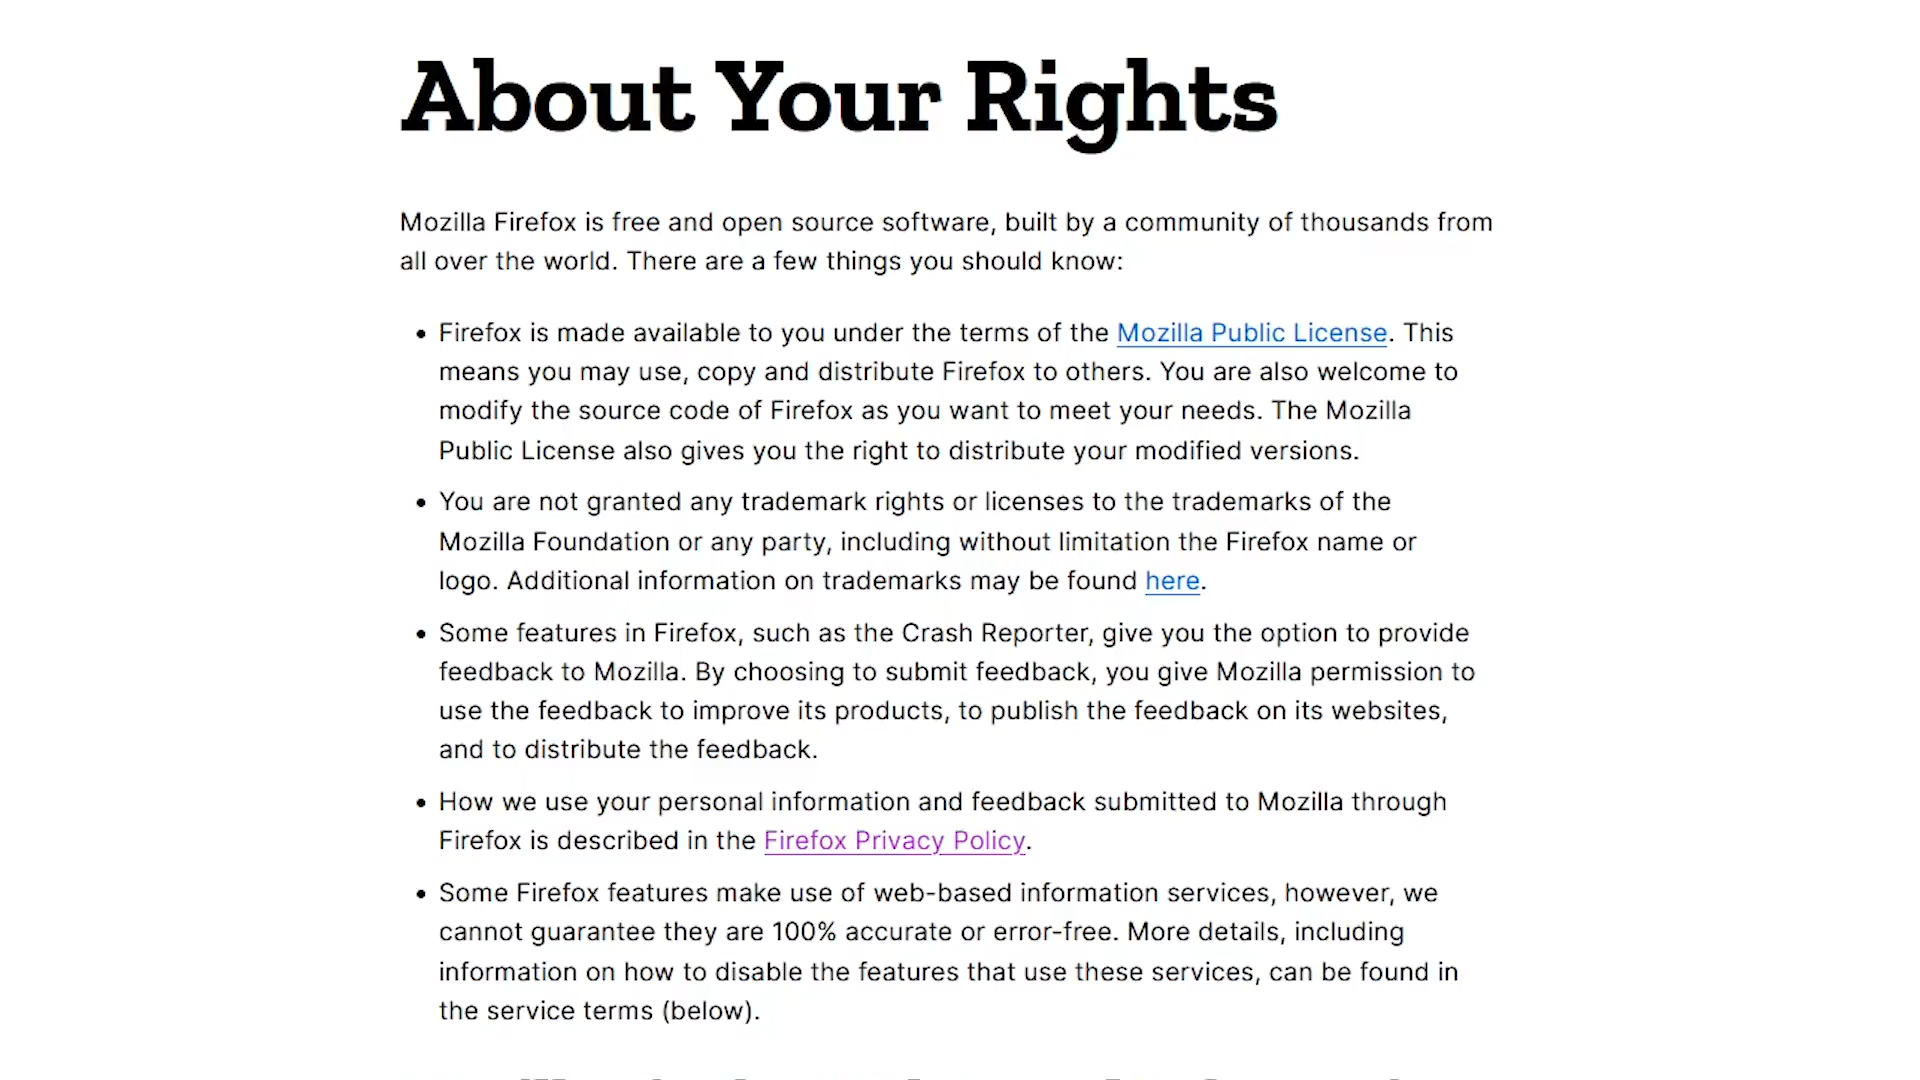 About Your Rights
Mozilla Firefox is free and open source software, built by a community of thousands from
all over the world. There are a few things you should know:
• Firefox is made available to you under the terms of the Mozilla Public License. This
means you may use, copy and distribute Firefox to others. You are also welcome to
modify the source code of Firefox as you want to meet your needs. The Mozilla
Public License also gives you the right to distribute your modified versions.
• You are not granted any trademark rights or licenses to the trademarks of the
Mozilla Foundation or any party, including without limitation the Firefox name or
logo. Additional information on trademarks may be found here.
• Some features in Firefox, such as the Crash Reporter, give you the option to provide
feedback to Mozilla. By choosing to submit feedback, you give Mozilla permission to
use the feedback to improve its products, to publish the feedback on its websites,
and to distribute the feedback.
• How we use your personal information and feedback submitted to Mozilla through
Firefox is described in the Firefox Privacy Policy.
• Some Firefox features make use of web-based information services, however, we
cannot guarantee they are 100% accurate or error-free. More details, including
information on how to disable the features that use these services, can be found in
the service terms (below).